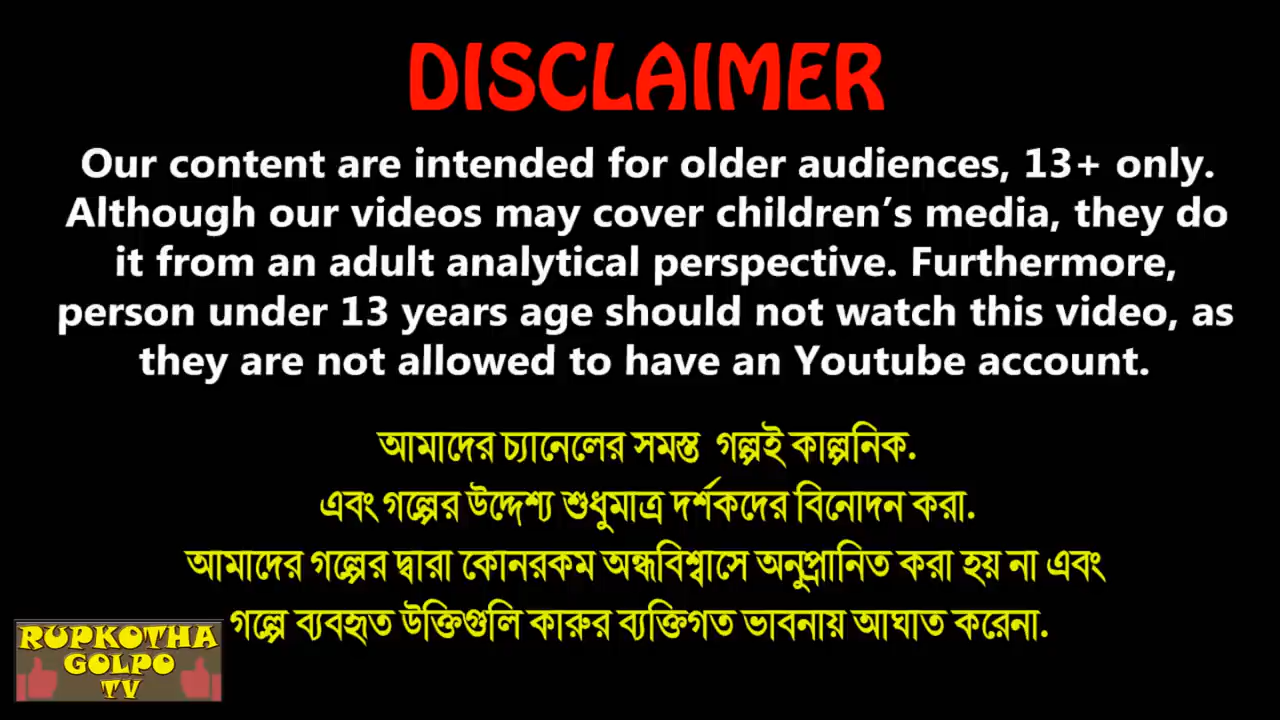 DISCLAIMER
Our content are intended for older audiences, 13+ only.
Although our videos may cover children’s media, they do
it from an adult analytical perspective. Furthermore,
person under 13 years age should not watch this video, as
they are not allowed to have an Youtube account.
আমাদের চ্যানেলের সমস্ত গল্পই কাল্পনিক.
এবং গল্পের উদ্দেশ্য শুধুমাত্র দর্শকদের বিনোদন করা.
আমাদের গল্পের দ্বারা কোনরকম অন্ধবিশ্বাসে অনুপ্রানিত করা হয় না এবং
গল্পে ব্যবহৃত উক্তিগুলি কারুর ব্যক্তিগত ভাবনায় আঘাত করেনা.
RUPKOTHA
GOLPO
TV